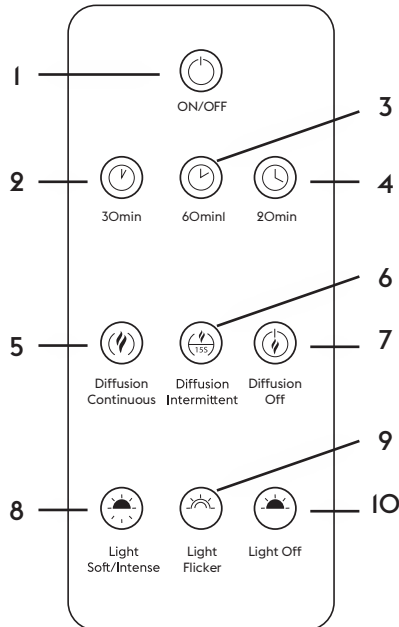 1
ON/OFF
3
2
4
30min
60minl
20min
6
5
15S
7
Diffusion Continuous
Diffusion Intermittent
Diffusion Off
9
8
10
Light Soft/Intense
Light Flicker
Light Off